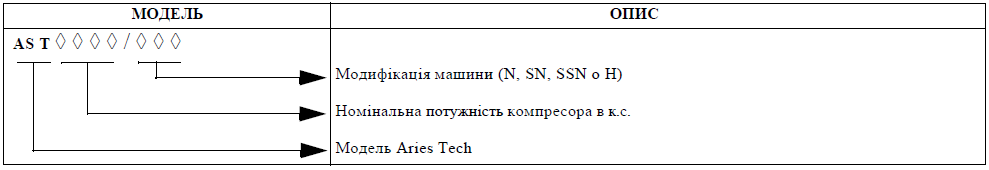 МОДЕЛЬ ОПИС
AS T ◊ ◊ ◊ ◊ / ◊ ◊ ◊
Модифікація машини (N, SN, SSN о H)
Номінальна потужність компресора в к.с.
Модель Aries Tech